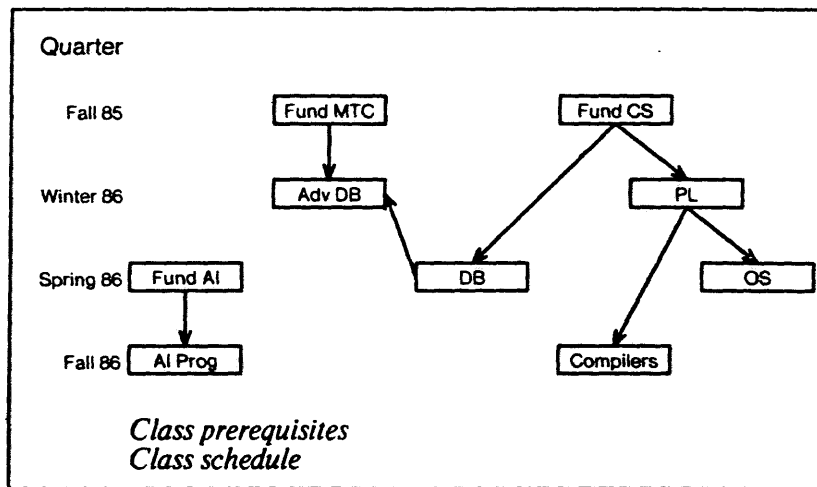 Quarter
Fall 85 Fund MTC Fund CS
Winter 86 Adv DB PL
Spring 86 Fund AI DB OS
Fall 86 AI Prog Compilers
Class prerequisites
Class schedule